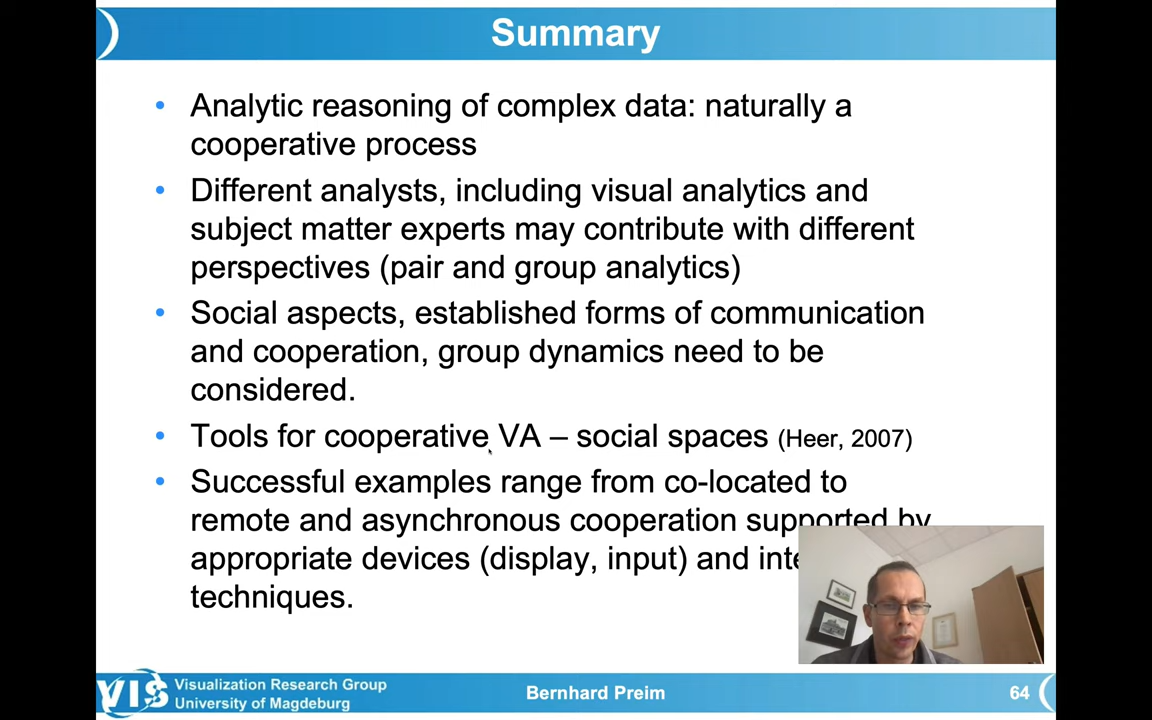 Summary
• Analytic reasoning of complex data: naturally a
cooperative process
• Different analysts, including visual analytics and
subject matter experts may contribute with different
perspectives (pair and group analytics)
• Social aspects, established forms of communication
and cooperation, group dynamics need to be
considered.
• Tools for cooperative VA – social spaces (Heer, 2007)
• Successful examples range from co-located to
remote and asynchronous cooperation supported by
appropriate devices (display, input) and
techniques.
VIS
Visualization Research Group
University of Magdeburg
Bernhard Preim
64